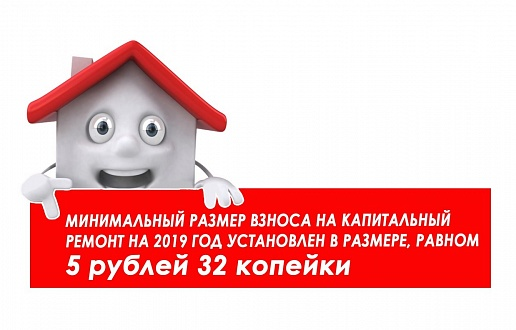 МИНИМАЛЬНЫЙ РАЗМЕР ВЗНОСА НА КАПИТАЛЬНЫЙ
РЕМОНТ НА 2019 ГОД УСТАНОВЛЕН В РАЗМЕРЕ, РАВНОМ
5 рублей 32 копейки